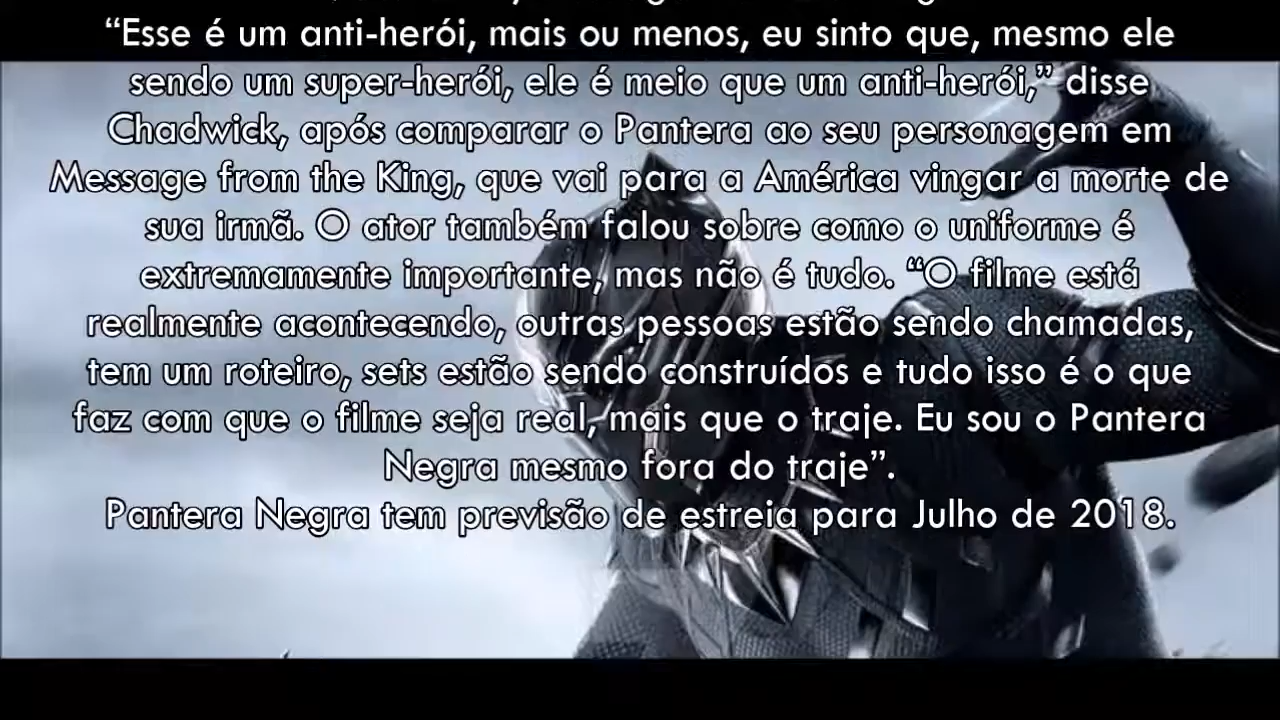 “Esse é um anti-herói, mais ou menos, eu sinto que, mesmo ele
sendo um super-herói, ele é meio que um anti-herói,” disse
Chadwick, após comparar o Pantera ao seu personagem em
Message from the King, que vai para a América vingar a morte de
sua irmã. O ator também falou sobre como o uniforme é
extremamente importante, mas não é tudo. “O filme está
realmente acontecendo, outras pessoas estão sendo chamadas,
tem um roteiro, sets estão sendo construídos e tudo isso é o que
faz com que o filme seja real, mais que o traje. Eu sou o Pantera
Negra mesmo fora do traje”.
Pantera Negra tem previsão de estreia para Julho de 2018.